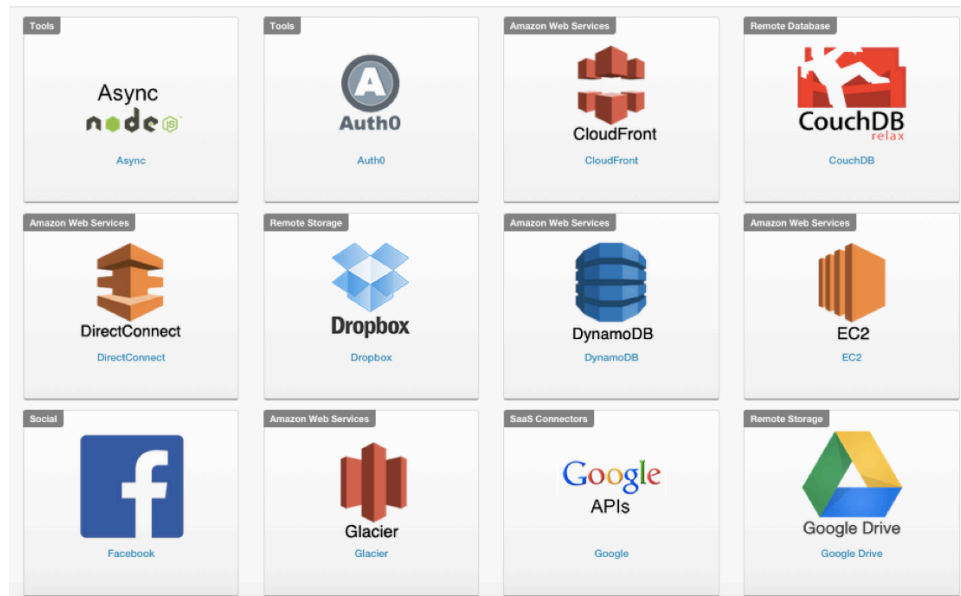 Tools
Async
node JS
Async
Tools
A
Auth0
Auth0
Amazon Web Services
CloudFront
CloudFront
Remote Database
CouchDB
relax
CouchDB
Amazon Web Services
DirectConnect
DirectConnect
Remote Storage
Dropbox
Dropbox
Amazon Web Services
DynamoDB
DynamoDB
Amazon Web Services
EC2
EC2
Social
f
Facebook
Amazon Web Services
Glacier
Glacier
SaaS Connectors
Google
APIs
Google
Remote Storage
Google Drive
Google Drive